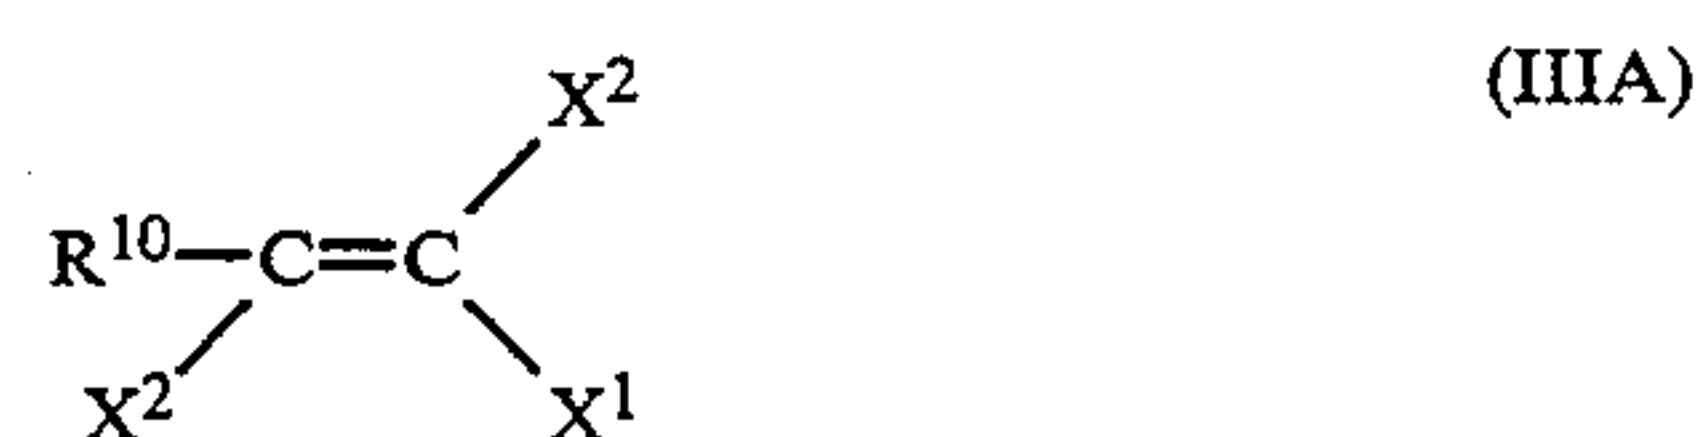 X² (IIIA)
R¹⁰—C=C
X² X¹